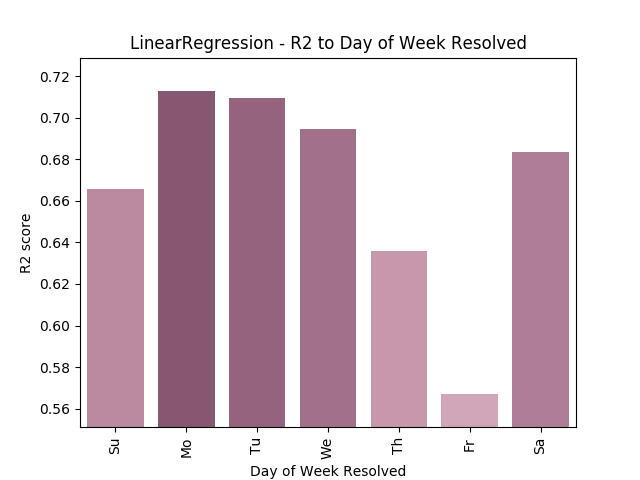 LinearRegression - R2 to Day of Week Resolved
0.72
0.70
0.68
0.66
0.64
0.62
0.60
0.58
0.56
R2 score
Su
Mo
Tu
We
Th
Fr
Sa
Day of Week Resolved